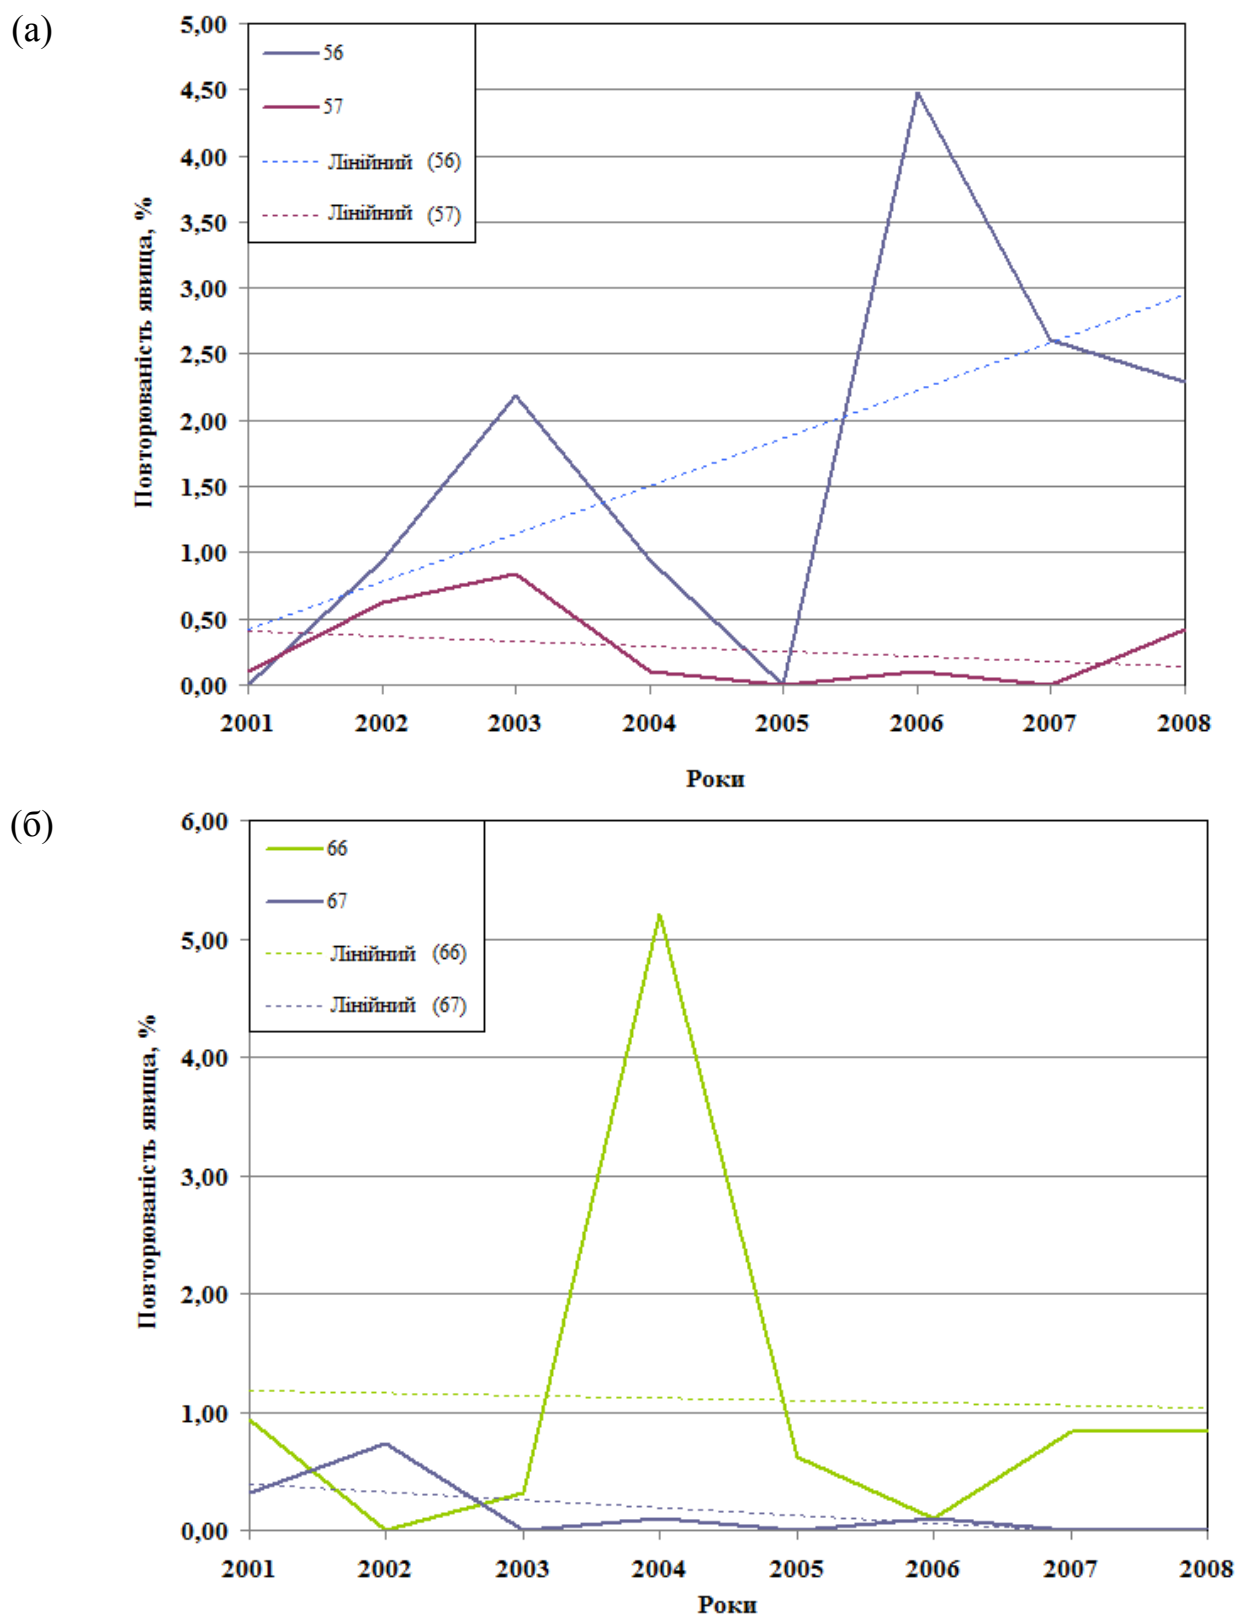 (а)
5,00
4,50
4,00
3,50
3,00
2,50
2,00
1,50
1,00
0,50
0,00
Повторюваність явища, %
56
57
Лінійний (56)
Лінійний (57)
2001 2002 2003 2004 2005 2006 2007 2008
Роки
(б)
6,00
5,00
4,00
3,00
2,00
1,00
0,00
Повторюваність явища, %
66
67
Лінійний (66)
Лінійний (67)
2001 2002 2003 2004 2005 2006 2007 2008
Роки